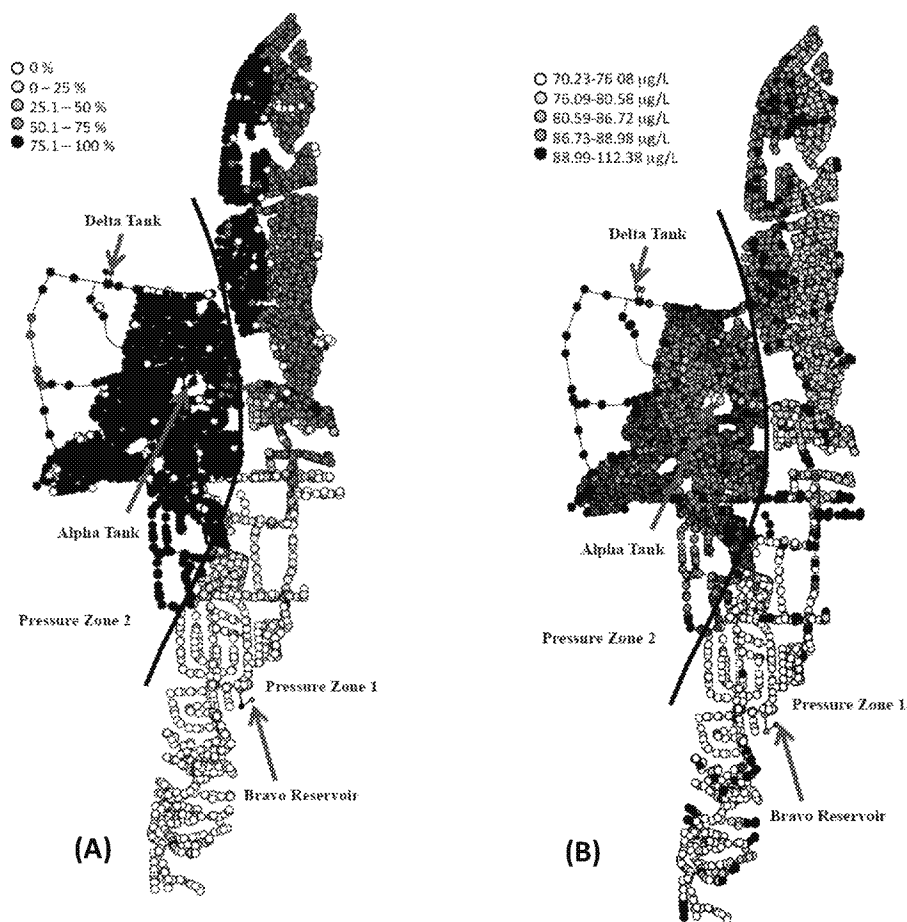 0 %
0 – 25 %
25.1 – 50 %
50.1 – 75 %
75.1 – 100 %
Delta Tank
Alpha Tank
Pressure Zone 2
Pressure Zone 1
Bravo Reservoir
(A)
70.23-76.08 µg/L
76.09-80.58 µg/L
80.59-86.72 µg/L
86.73-88.98 µg/L
88.99-112.38 µg/L
Delta Tank
Alpha Tank
Pressure Zone 2
Pressure Zone 1
Bravo Reservoir
(B)